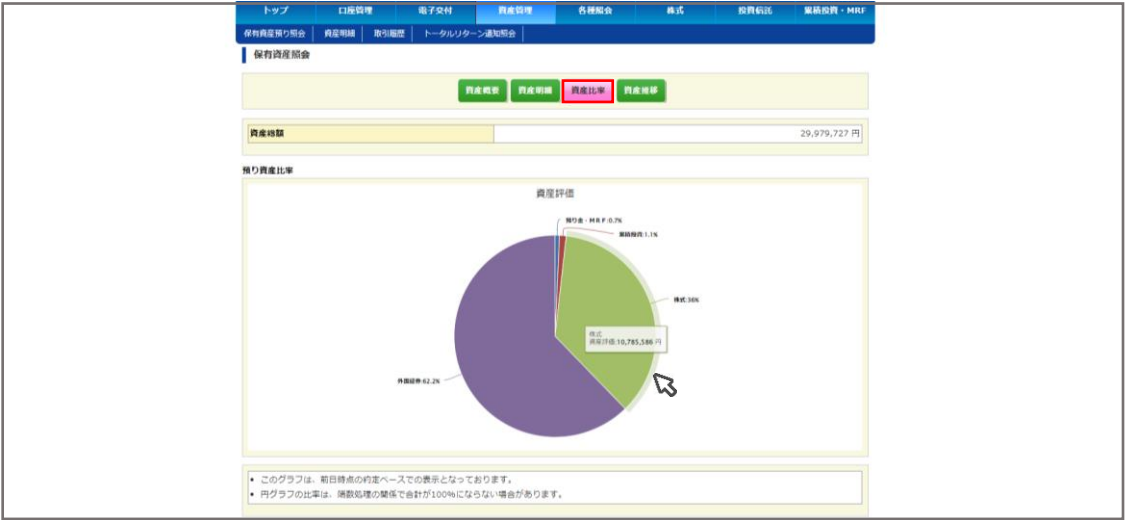 トップ 口座管理 電子交付 資産管理 各種照会 株式 投資信託 累積投資・MRF
保有資産預り照会 資産明細 取引履歴 トータルリターン通知照会
保有資産照会
資産概要 資産明細 資産比率 資産推移
資産総額 29,979,727 円
預り資産比率
資産評価
預り金・MRF:0.7%
累積投資:1.1%
株式:36%
株式
資産評価:10,785,586 円
外国証券:62.2%
• このグラフは、前日時点の約定ベースでの表示となっております。
• 円グラフの比率は、端数処理の関係で合計が100%にならない場合があります。